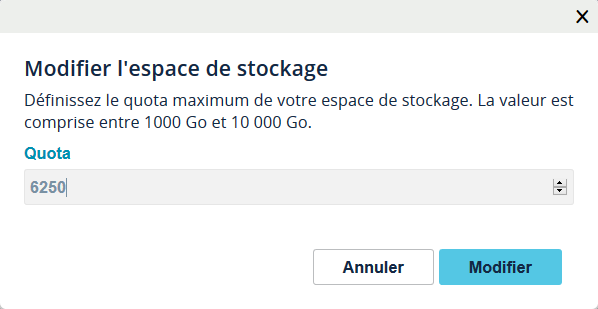 Modifier l'espace de stockage
Définissez le quota maximum de votre espace de stockage. La valeur est
comprise entre 1000 Go et 10 000 Go.
Quota
6250
Annuler Modifier